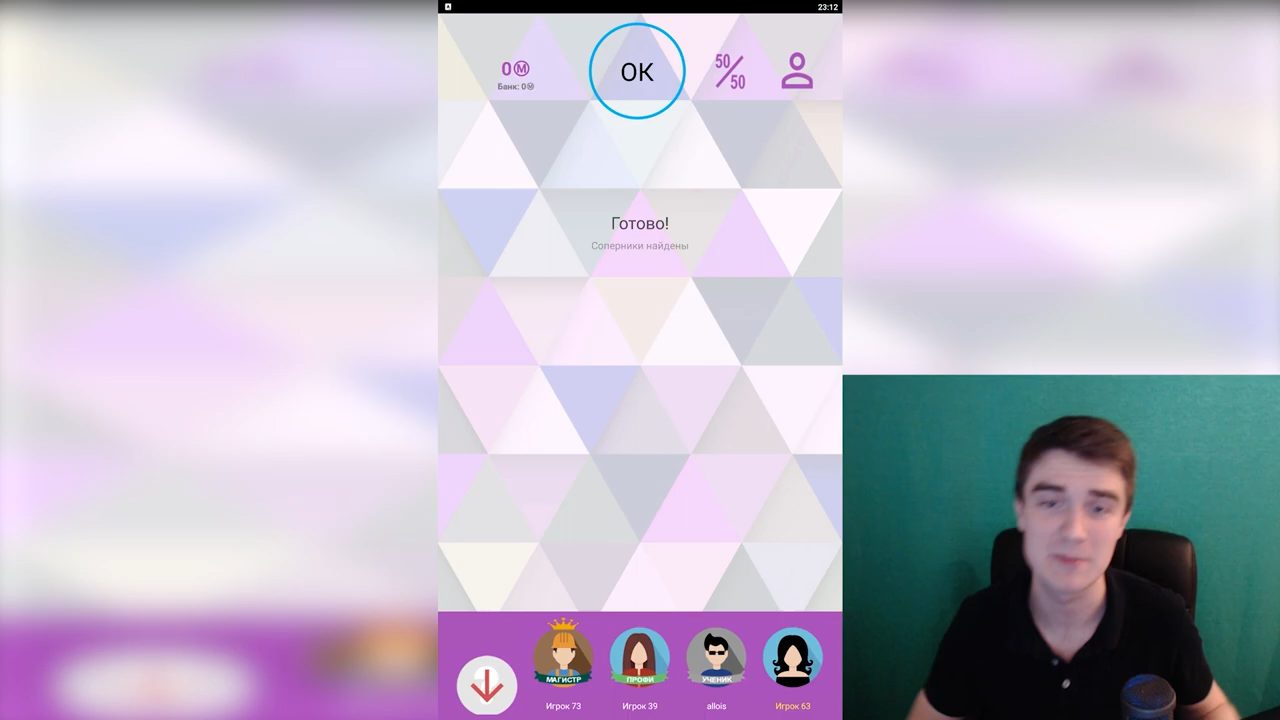 23:12
0Ⓜ
Банк: 0Ⓜ
ОК
50/50
Готово!
Соперники найдены
МАГИСТР
ПРОФИ
УЧЕНИК
Игрок 73
Игрок 39
allois
Игрок 63